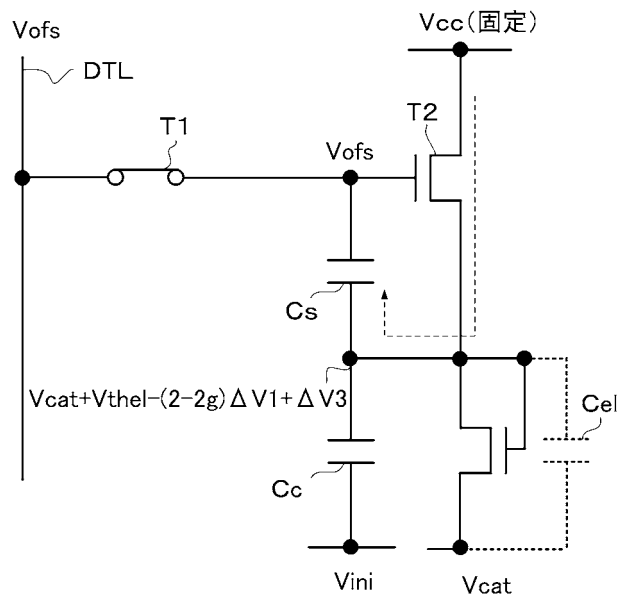 Vofs
Vcc(固定)
DTL
T1
Vofs
T2
Cs
Vcat+Vthel-(2-2g)ΔV1+ΔV3
Cel
Cc
Vini
Vcat